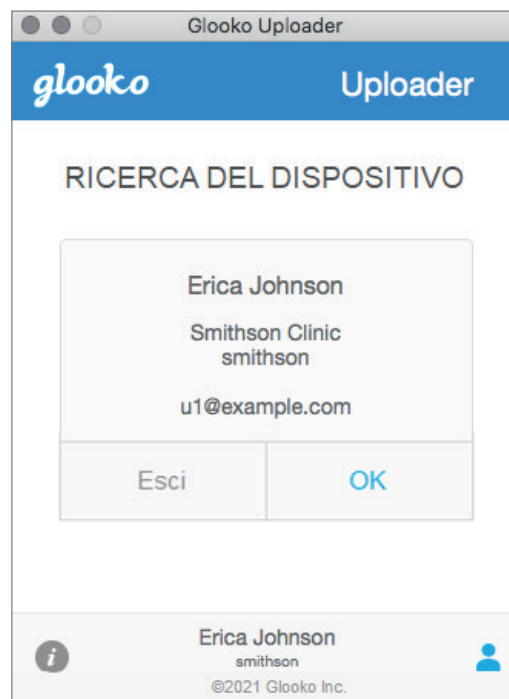 Glooko Uploader
glooko Uploader
RICERCA DEL DISPOSITIVO
Erica Johnson
Smithson Clinic
smithson
u1@example.com
Esci OK
i
Erica Johnson
smithson
©2021 Glooko Inc.